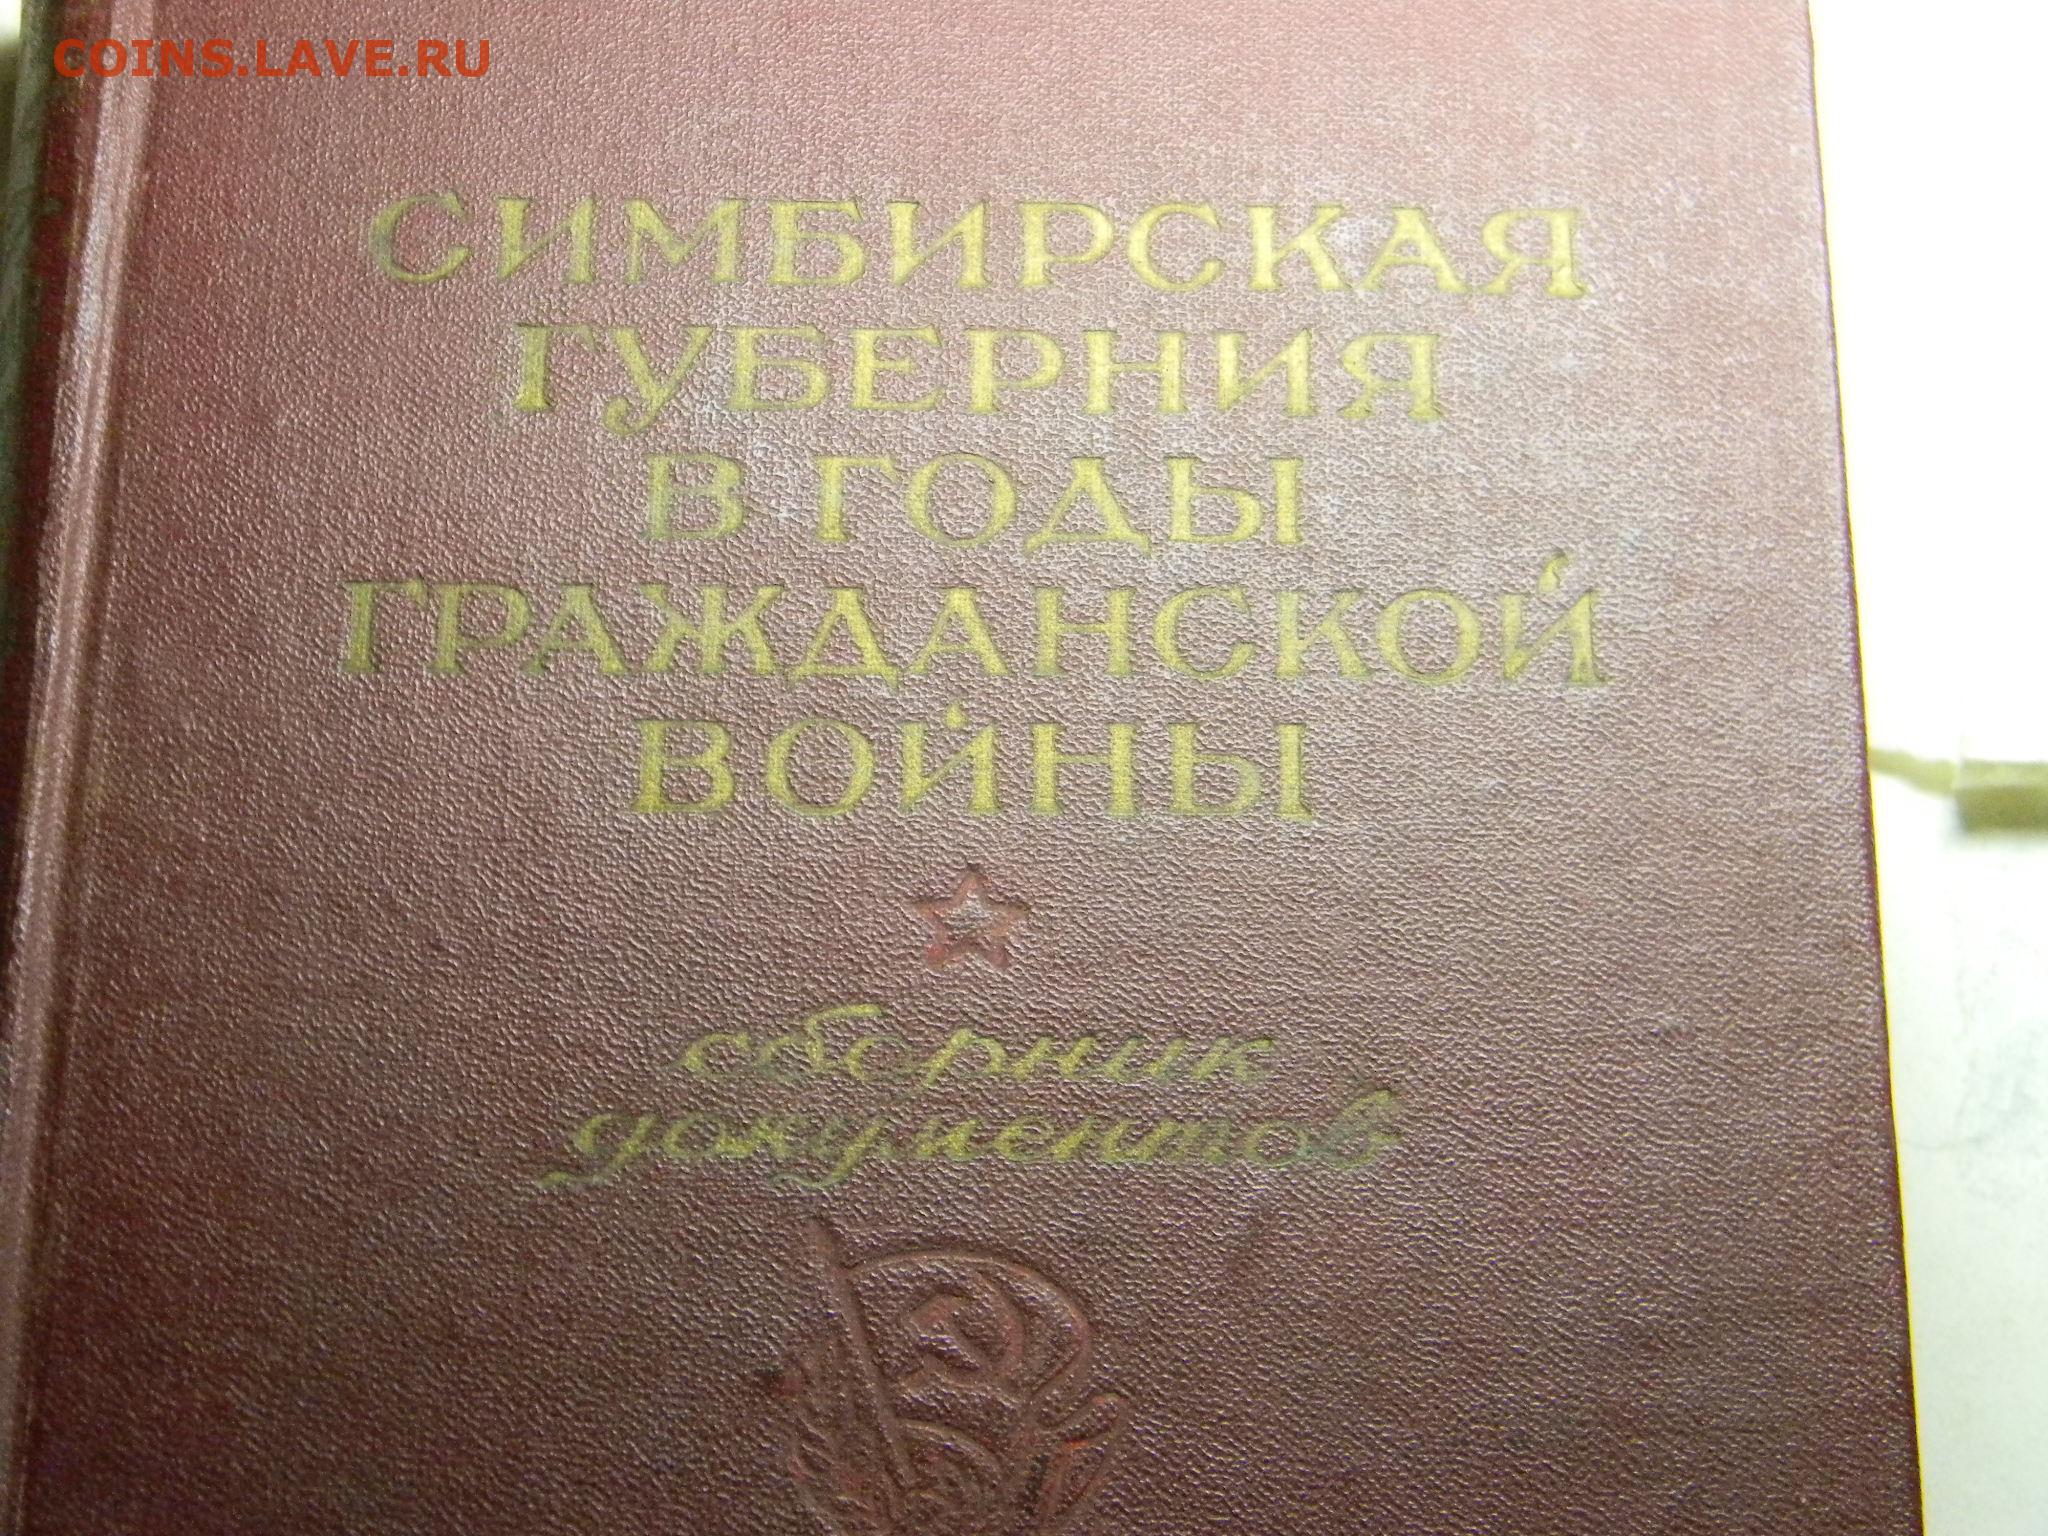 COINS.LAVE.RU
СИМБИРСКАЯ
ГУБЕРНИЯ
В ГОДЫ
ГРАЖДАНСКОЙ
ВОЙНЫ
сборник
документов